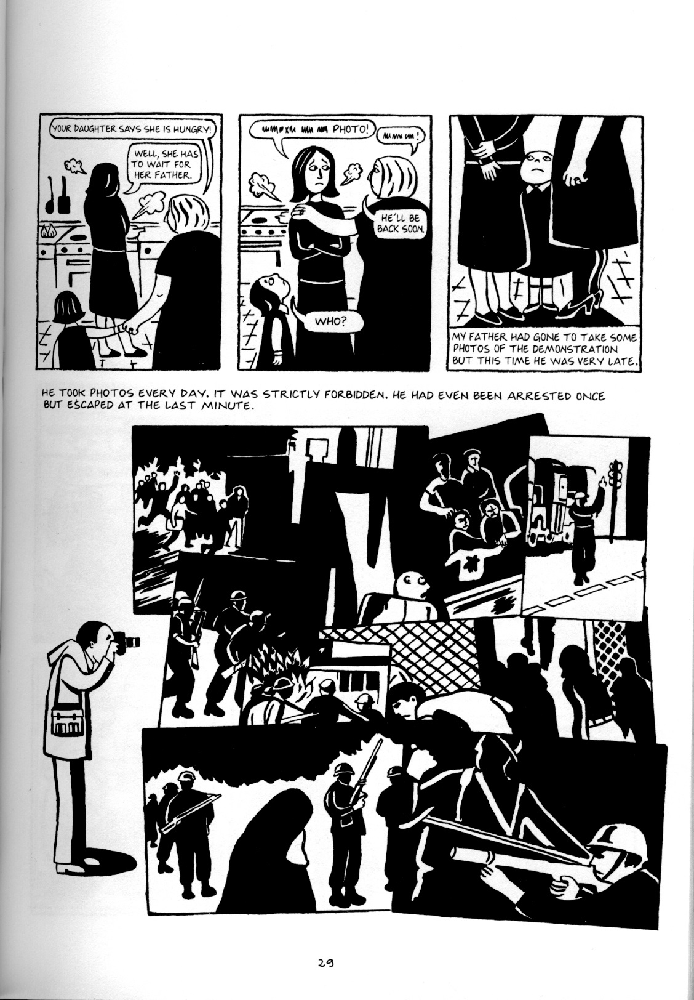 YOUR DAUGHTER SAYS SHE IS HUNGRY!
WELL, SHE HAS
TO WAIT FOR
HER FATHER.
PHOTO!
HE'LL BE
BACK SOON.
WHO?
MY FATHER HAD GONE TO TAKE SOME
PHOTOS OF THE DEMONSTRATION
BUT THIS TIME HE WAS VERY LATE.
HE TOOK PHOTOS EVERY DAY. IT WAS STRICTLY FORBIDDEN. HE HAD EVEN BEEN ARRESTED ONCE
BUT ESCAPED AT THE LAST MINUTE.
29